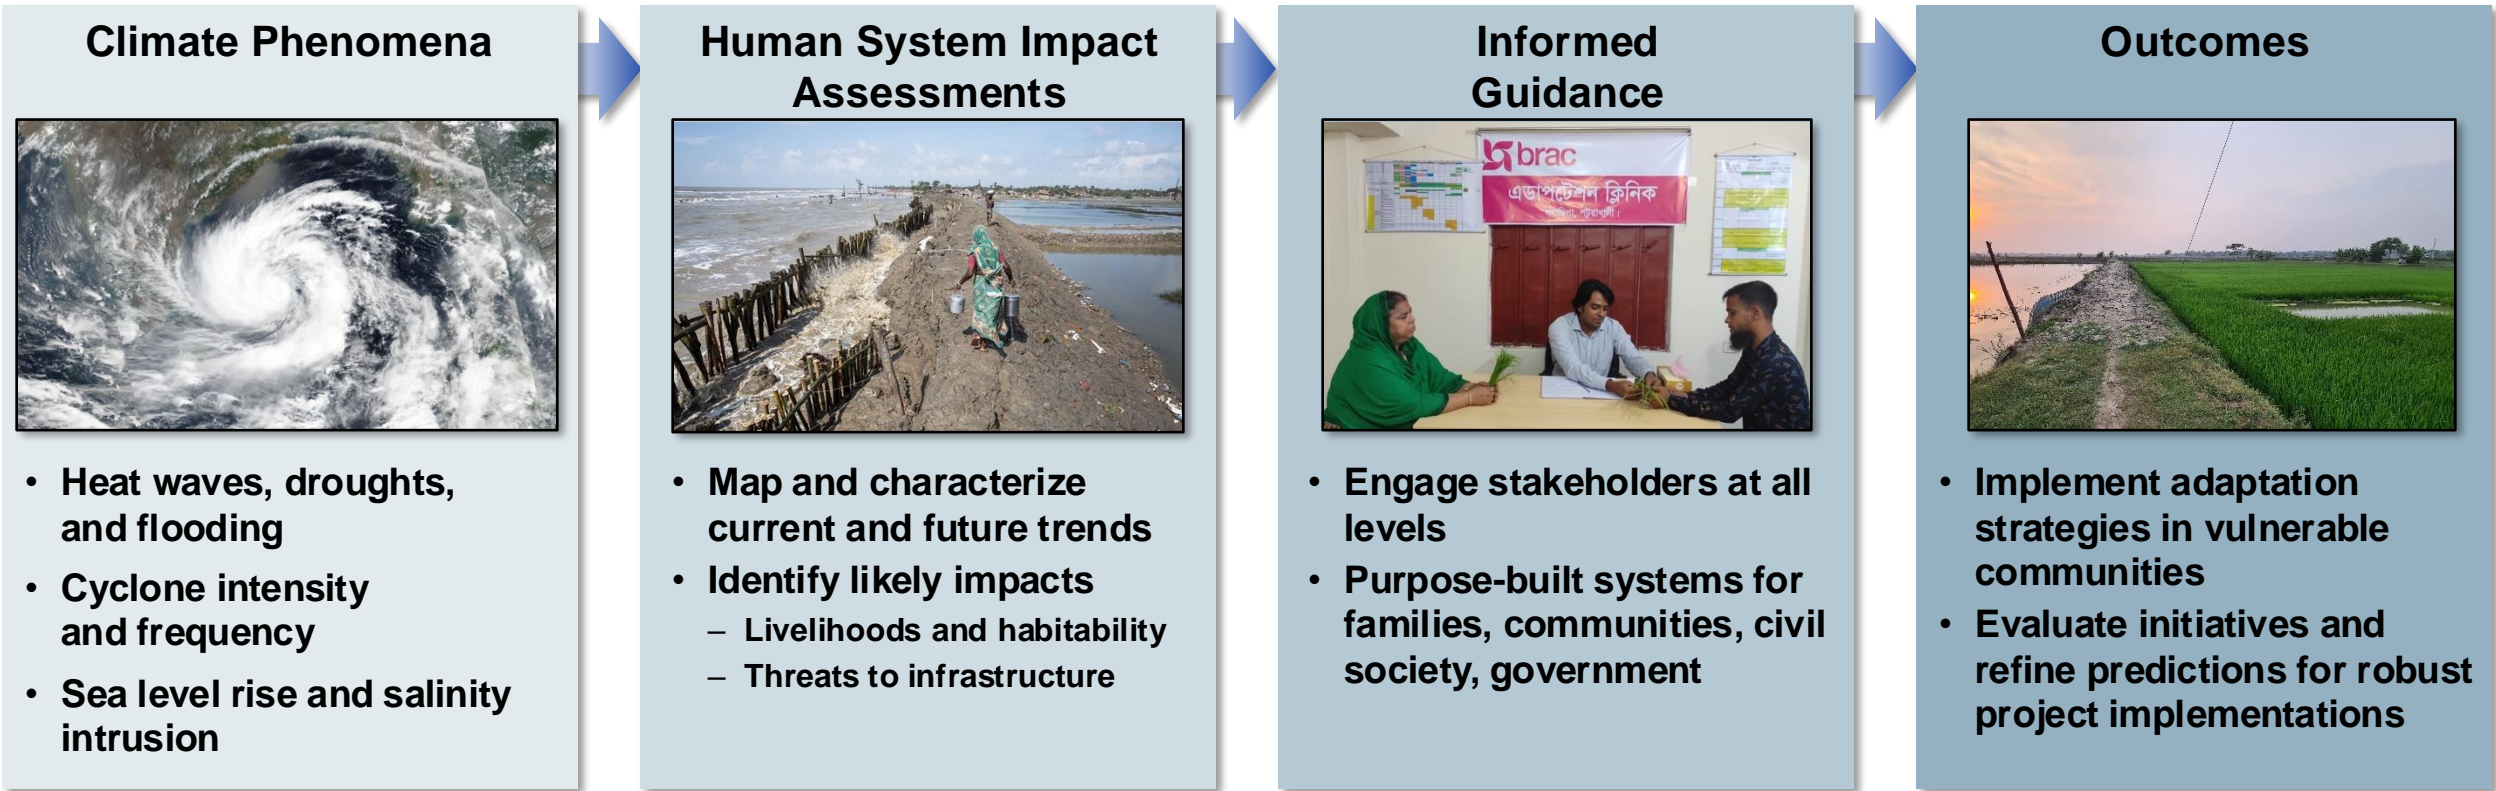 Climate Phenomena
• Heat waves, droughts,
and flooding
• Cyclone intensity
and frequency
• Sea level rise and salinity
intrusion
Human System Impact
Assessments
• Map and characterize
current and future trends
• Identify likely impacts
– Livelihoods and habitability
– Threats to infrastructure
Informed
Guidance
brac
এডাপটেশন ক্লিনিক
• Engage stakeholders at all
levels
• Purpose-built systems for
families, communities, civil
society, government
Outcomes
• Implement adaptation
strategies in vulnerable
communities
• Evaluate initiatives and
refine predictions for robust
project implementations